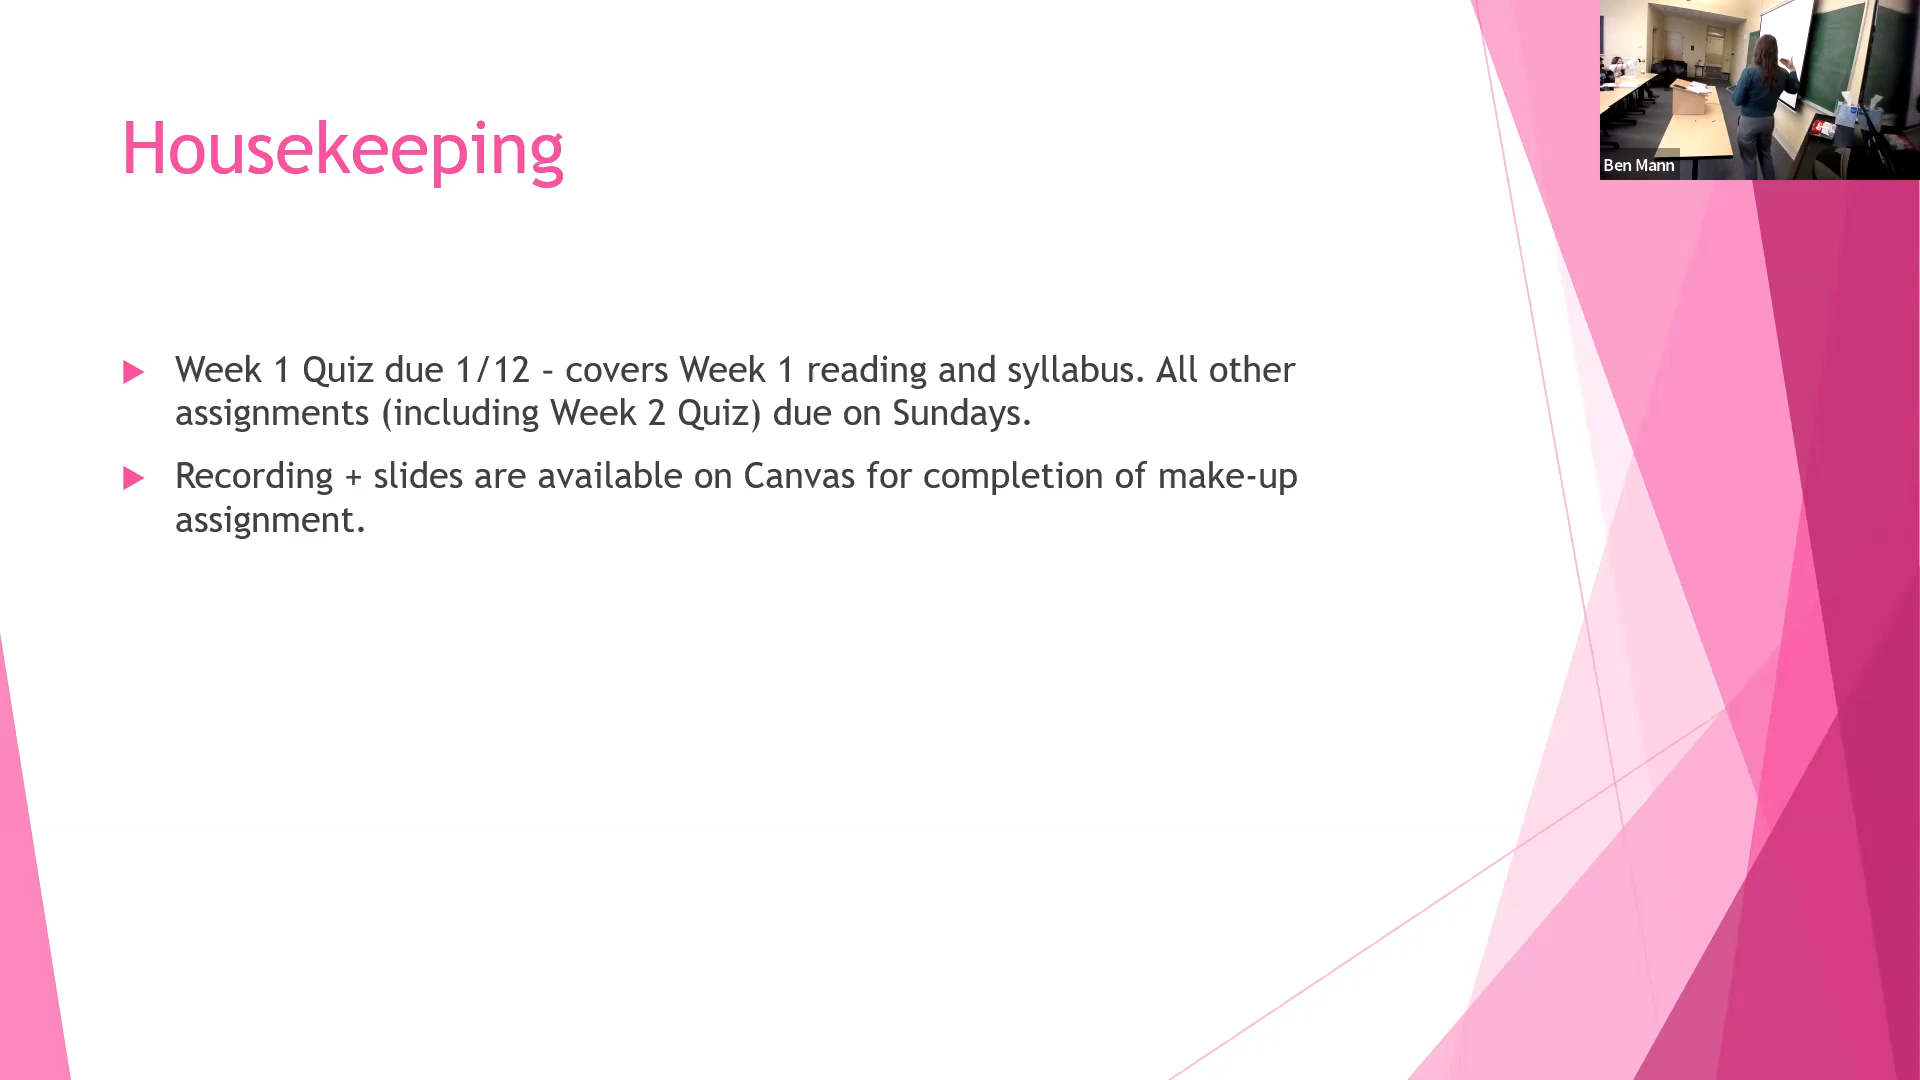 Housekeeping
Week 1 Quiz due 1/12 – covers Week 1 reading and syllabus. All other
assignments (including Week 2 Quiz) due on Sundays.
Recording + slides are available on Canvas for completion of make-up
assignment.
Ben Mann